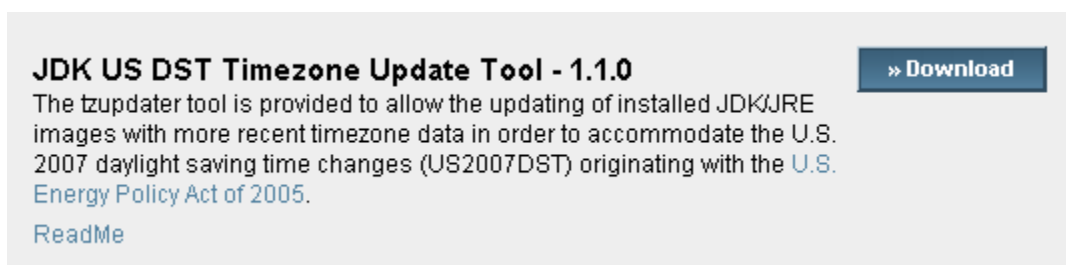 JDK US DST Timezone Update Tool - 1.1.0
» Download
The tzupdater tool is provided to allow the updating of installed JDK/JRE
images with more recent timezone data in order to accommodate the U.S.
2007 daylight saving time changes (US2007DST) originating with the U.S.
Energy Policy Act of 2005.
ReadMe